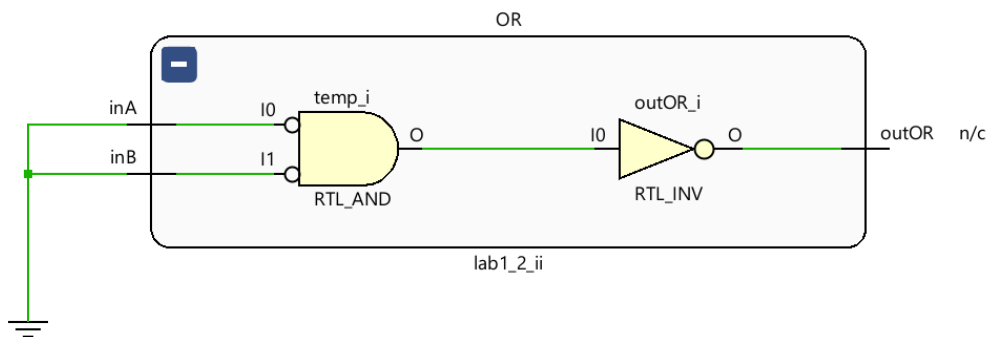 OR
temp_i
outOR_i
inA
I0
I0
O
O
outOR n/c
inB
I1
RTL_AND
RTL_INV
lab1_2_ii